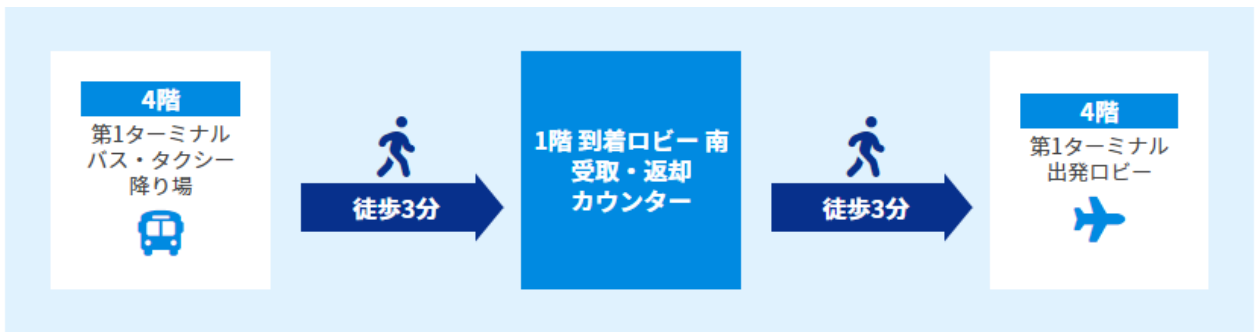 4階
第1ターミナル
バス・タクシー
降り場
徒歩3分
1階 到着ロビー 南
受取・返却
カウンター
徒歩3分
4階
第1ターミナル
出発ロビー